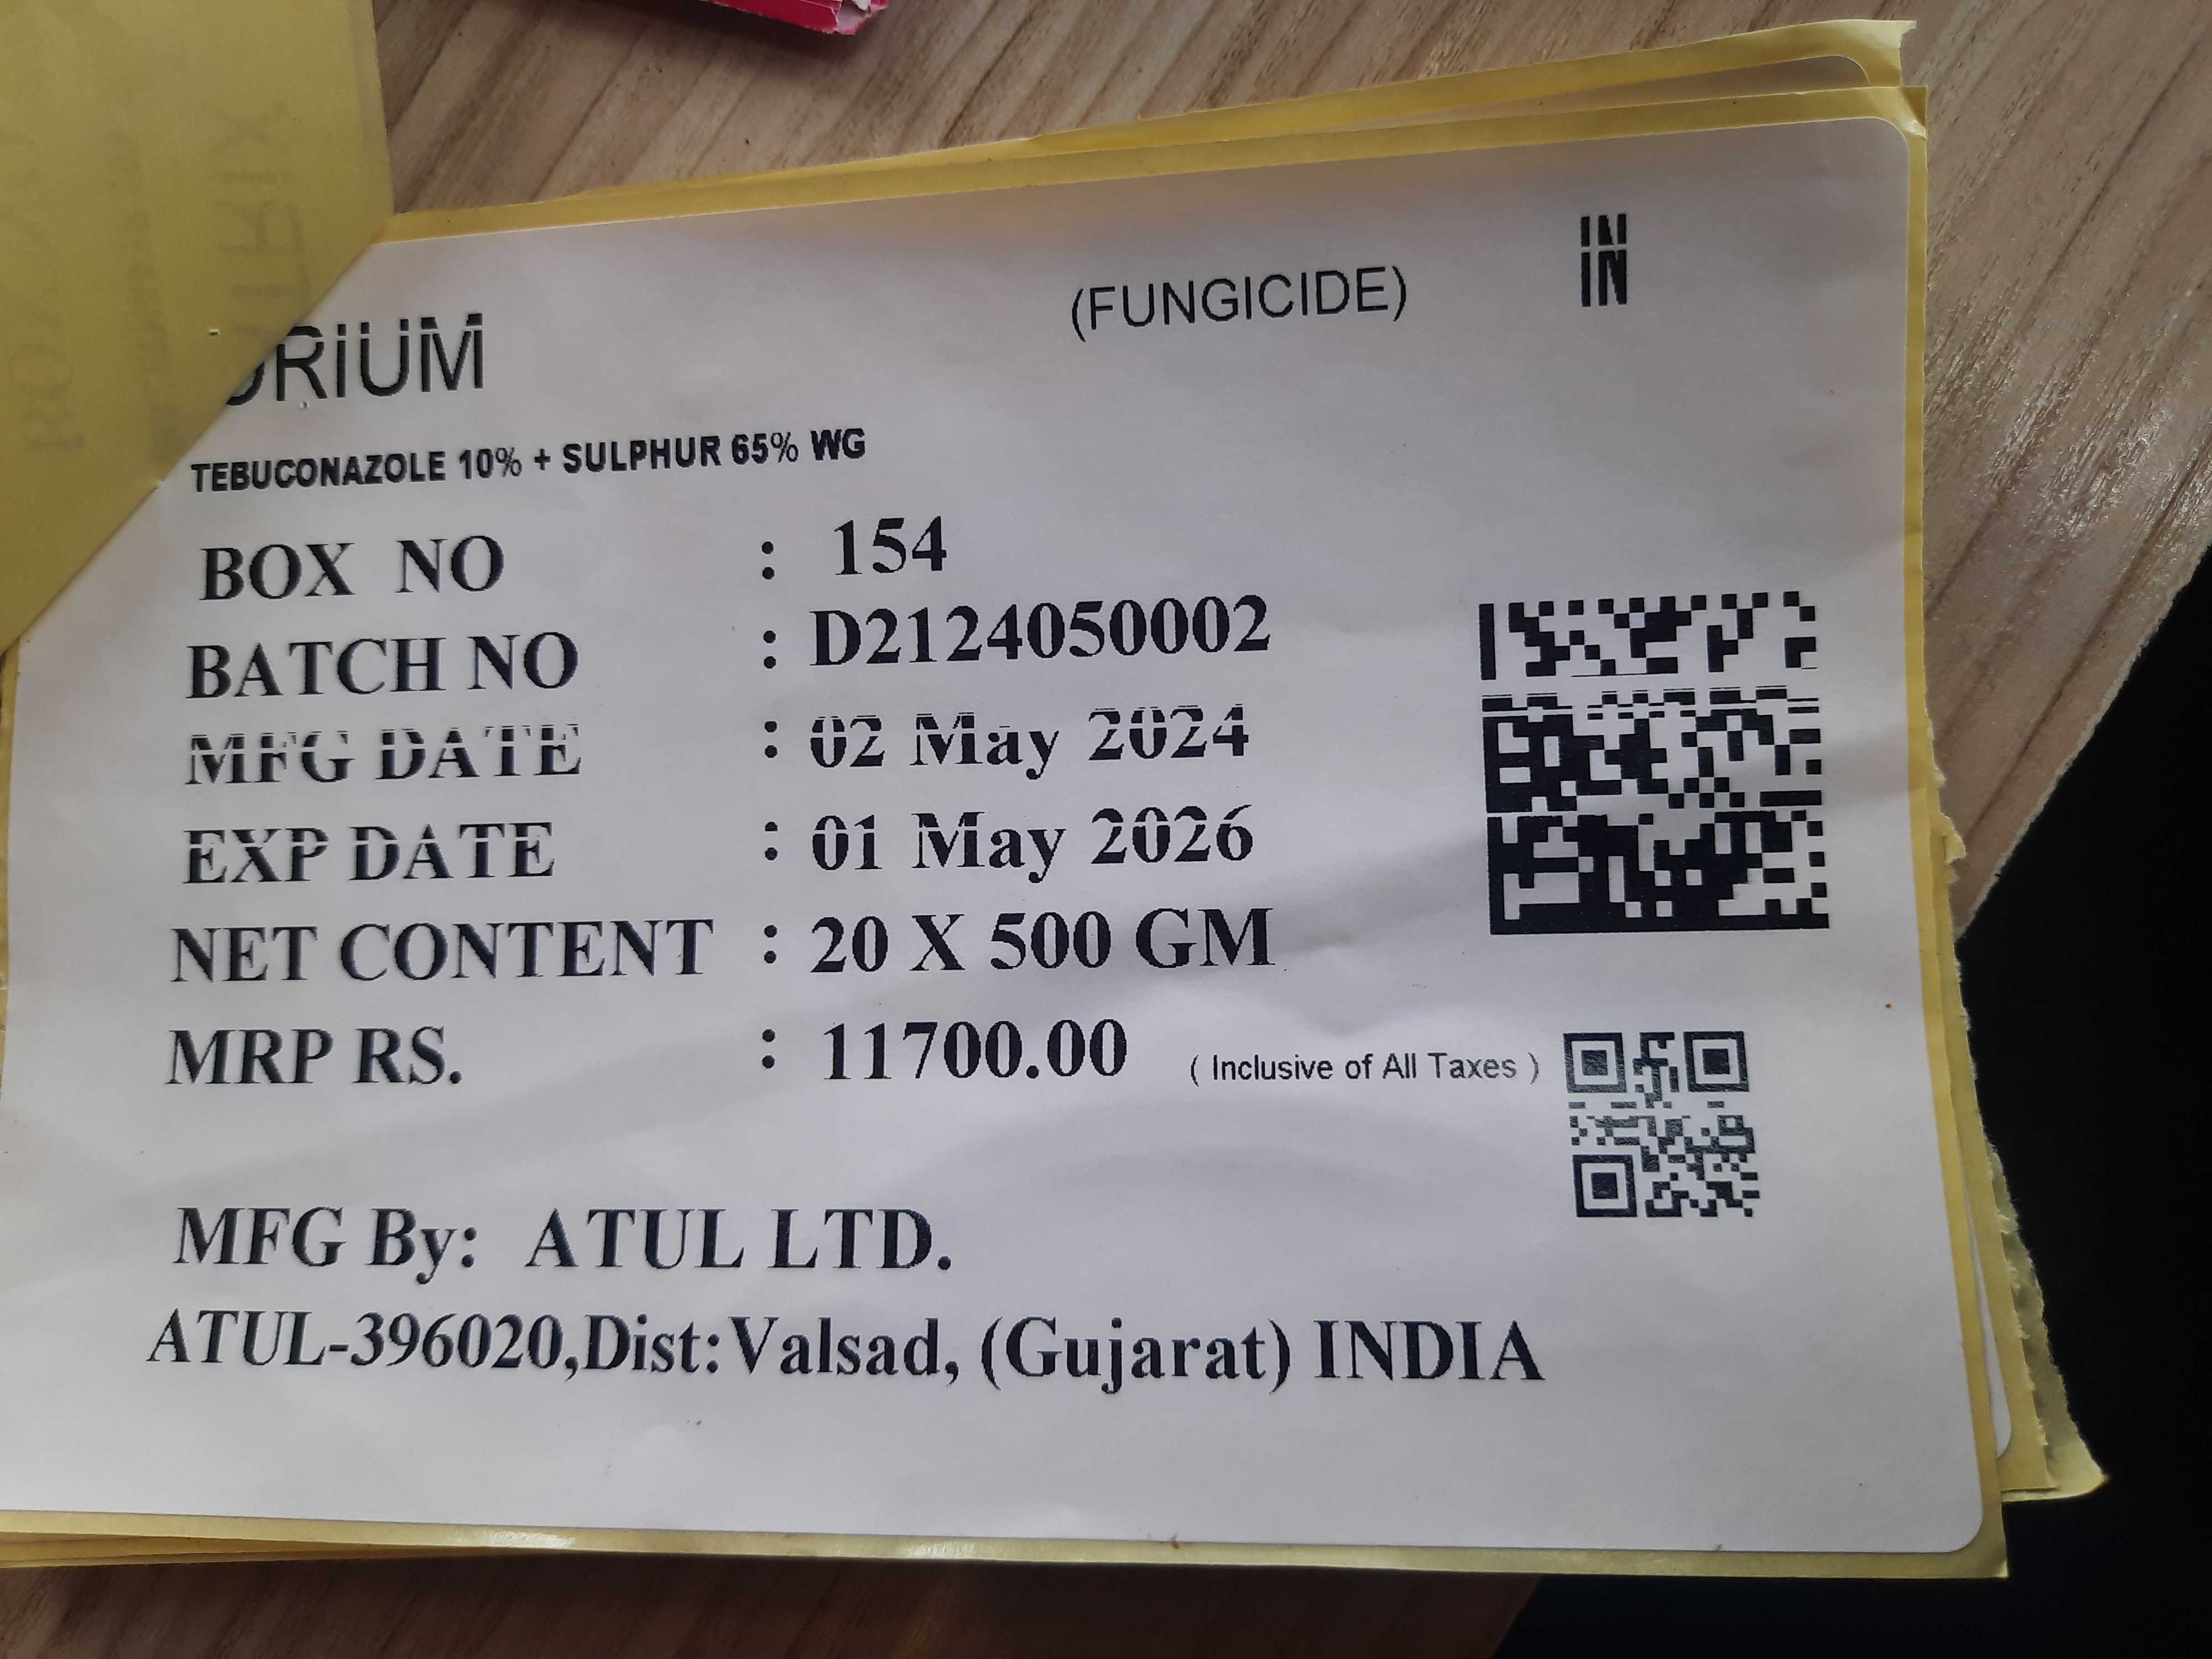 (FUNGICIDE)
IN
TEBUCONAZOLE 10% + SULPHUR 65% WG
BOX NO : 154
BATCH NO : D2124050002
MFG DATE : 02 May 2024
EXP DATE : 01 May 2026
NET CONTENT : 20 X 500 GM
MRP RS. : 11700.00 ( Inclusive of All Taxes )
MFG By: ATUL LTD.
ATUL-396020,Dist:Valsad, (Gujarat) INDIA